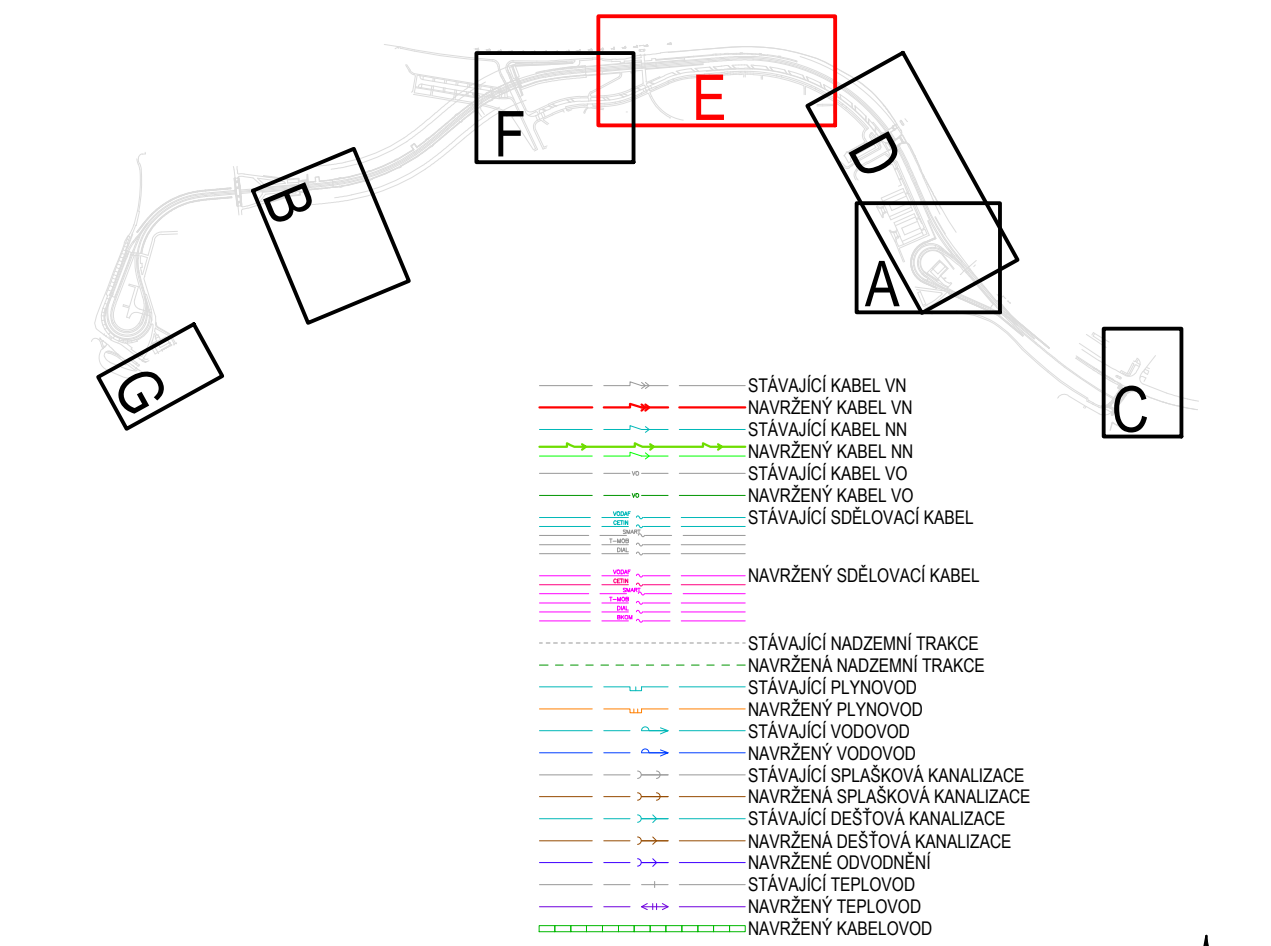 E
F
D
B
A
G
C
STÁVAJÍCÍ KABEL VN
NAVRŽENÝ KABEL VN
STÁVAJÍCÍ KABEL NN
NAVRŽENÝ KABEL NN
VO STÁVAJÍCÍ KABEL VO
VO NAVRŽENÝ KABEL VO
VODAF STÁVAJÍCÍ SDĚLOVACÍ KABEL
CETIN
SMART
T-MOB
DIAL
VODAF NAVRŽENÝ SDĚLOVACÍ KABEL
CETIN
SMART
T-MOB
DIAL
BKOM
STÁVAJÍCÍ NADZEMNÍ TRAKCE
NAVRŽENÁ NADZEMNÍ TRAKCE
STÁVAJÍCÍ PLYNOVOD
NAVRŽENÝ PLYNOVOD
STÁVAJÍCÍ VODOVOD
NAVRŽENÝ VODOVOD
STÁVAJÍCÍ SPLAŠKOVÁ KANALIZACE
NAVRŽENÁ SPLAŠKOVÁ KANALIZACE
STÁVAJÍCÍ DEŠŤOVÁ KANALIZACE
NAVRŽENÁ DEŠŤOVÁ KANALIZACE
NAVRŽENÉ ODVODNĚNÍ
STÁVAJÍCÍ TEPLOVOD
NAVRŽENÝ TEPLOVOD
NAVRŽENÝ KABELOVOD